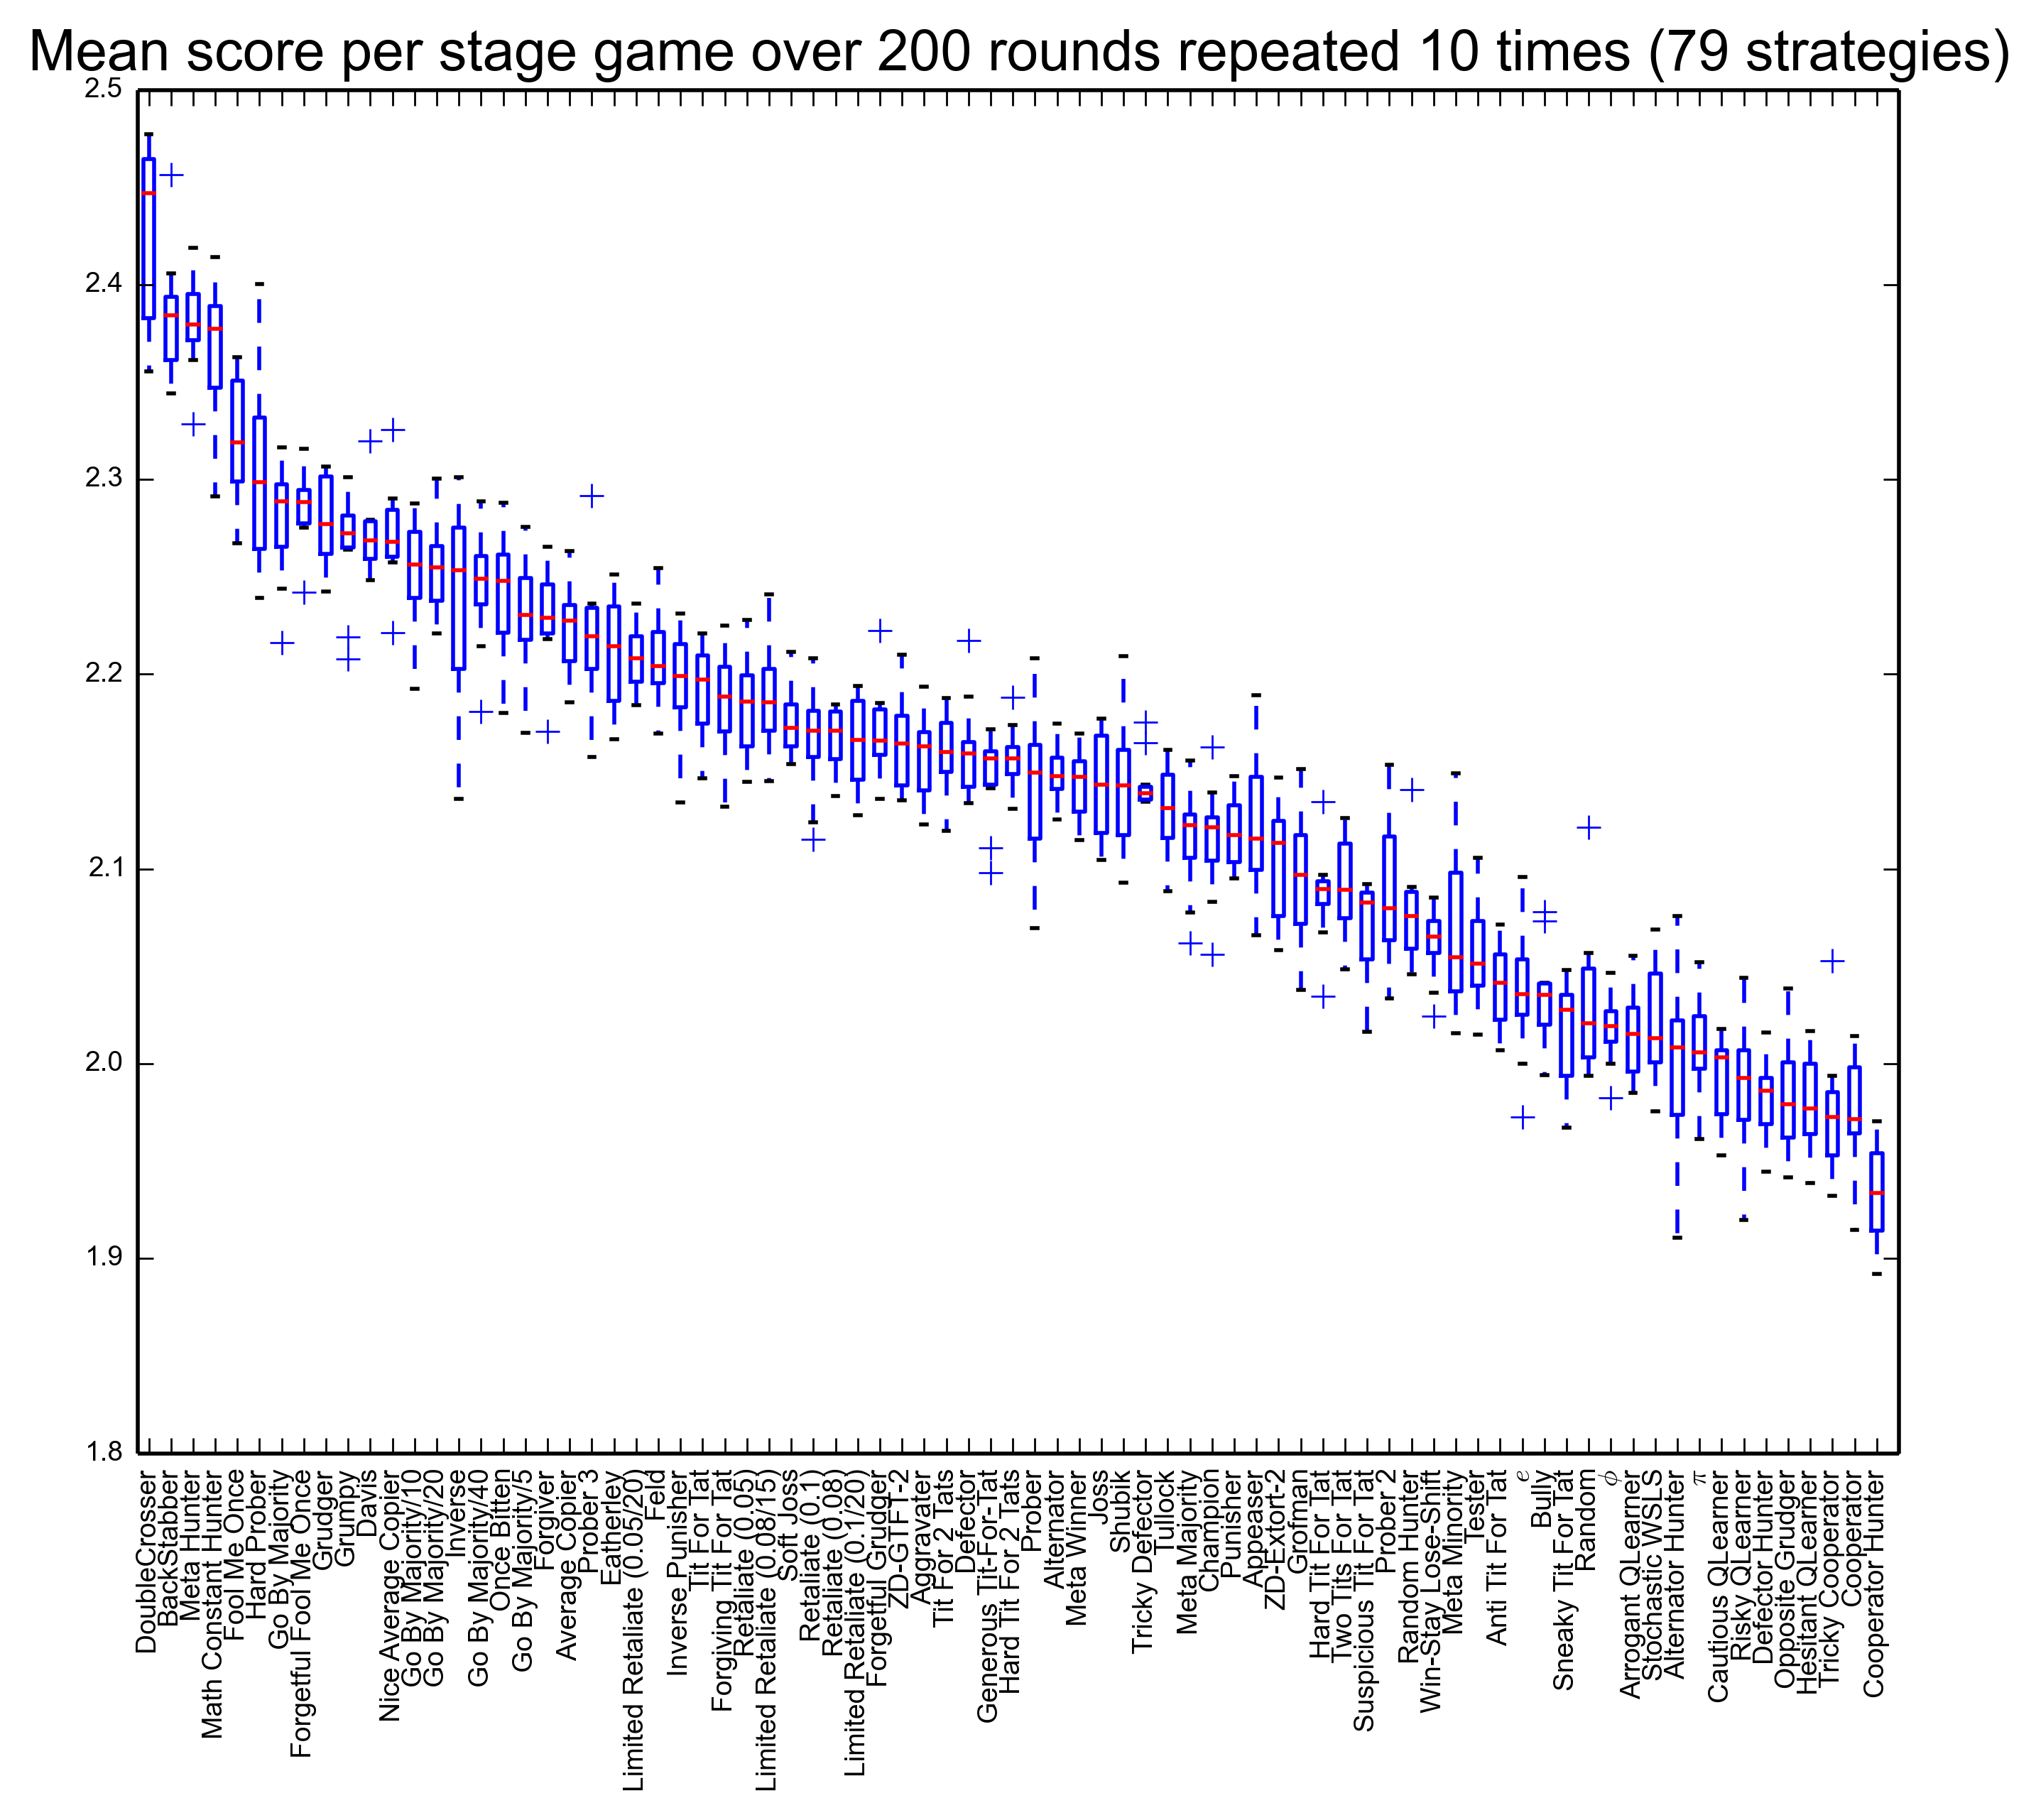 Mean score per stage game over 200 rounds repeated 10 times (79 strategies)
2.5
2.4
2.3
2.2
2.1
2.0
1.9
1.8
DoubleCrosser
BackStabber
Meta Hunter
Math Constant Hunter
Fool Me Once
Hard Prober
Go By Majority
Forgetful Fool Me Once
Grudger
Grumpy
Davis
Nice Average Copier
Go By Majority/10
Go By Majority/20
Inverse
Go By Majority/40
Once Bitten
Go By Majority/5
Forgiver
Average Copier
Prober 3
Eatherley
Limited Retaliate (0.05/20)
Feld
Inverse Punisher
Tit For Tat
Forgiving Tit For Tat
Retaliate (0.05)
Limited Retaliate (0.08/15)
Soft Joss
Retaliate (0.1)
Retaliate (0.08)
Limited Retaliate (0.1/20)
Forgetful Grudger
ZD-GTFT-2
Aggravater
Tit For 2 Tats
Defector
Generous Tit-For-Tat
Hard Tit For 2 Tats
Prober
Alternator
Meta Winner
Joss
Shubik
Tricky Defector
Tullock
Meta Majority
Champion
Punisher
Appeaser
ZD-Extort-2
Grofman
Hard Tit For Tat
Two Tits For Tat
Suspicious Tit For Tat
Prober 2
Random Hunter
Win-Stay Lose-Shift
Meta Minority
Tester
Anti Tit For Tat
e
Bully
Sneaky Tit For Tat
Random
ϕ
Arrogant QLearner
Stochastic WSLS
Alternator Hunter
π
Cautious QLearner
Risky QLearner
Defector Hunter
Opposite Grudger
Hesitant QLearner
Tricky Cooperator
Cooperator
Cooperator Hunter